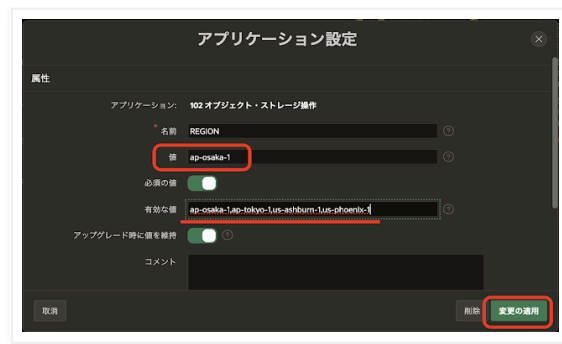 アプリケーション設定
属性
アプリケーション: 102 オブジェクト・ストレージ操作
* 名前 REGION
値 ap-osaka-1
必須の値
有効な値 ap-osaka-1,ap-tokyo-1,us-ashburn-1,us-phoenix-1
アップグレード時に値を維持
コメント
取消 削除 変更の適用